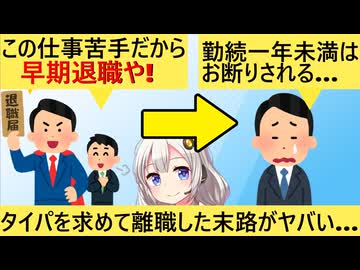 この仕事苦手だから
早期退職や!
退職届
勤続一年未満は
お断りされる...
タイパを求めて離職した末路がヤバい...